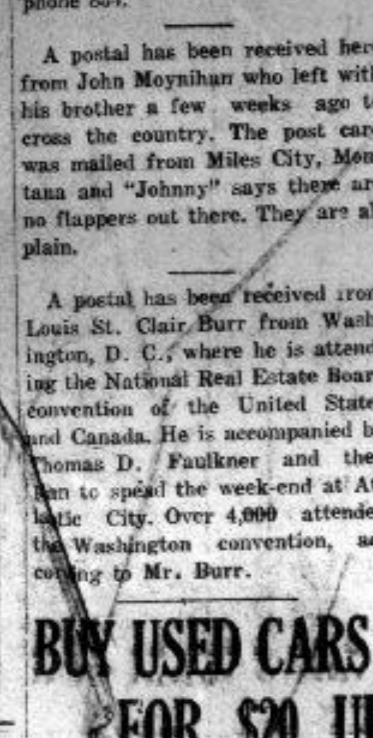 phone 864.
A postal has been received her
from John Moynihan who left with
his brother a few weeks ago t
cross the country. The post car
was mailed from Miles City, Mon
tana and "Johnny" says there ar
no flappers out there. They are al
plain.
A postal has been received from
Louis St. Clair Burr from Wash
ington, D. C., where he is attend
ing the National Real Estate Boar
convention of the United State
and Canada. He is accompanied b
Thomas D. Faulkner and the
plan to spend the week-end at At
lantic City. Over 4,000 attende
the Washington convention, ac
cording to Mr. Burr.
BUY USED CARS
FOR $20 U